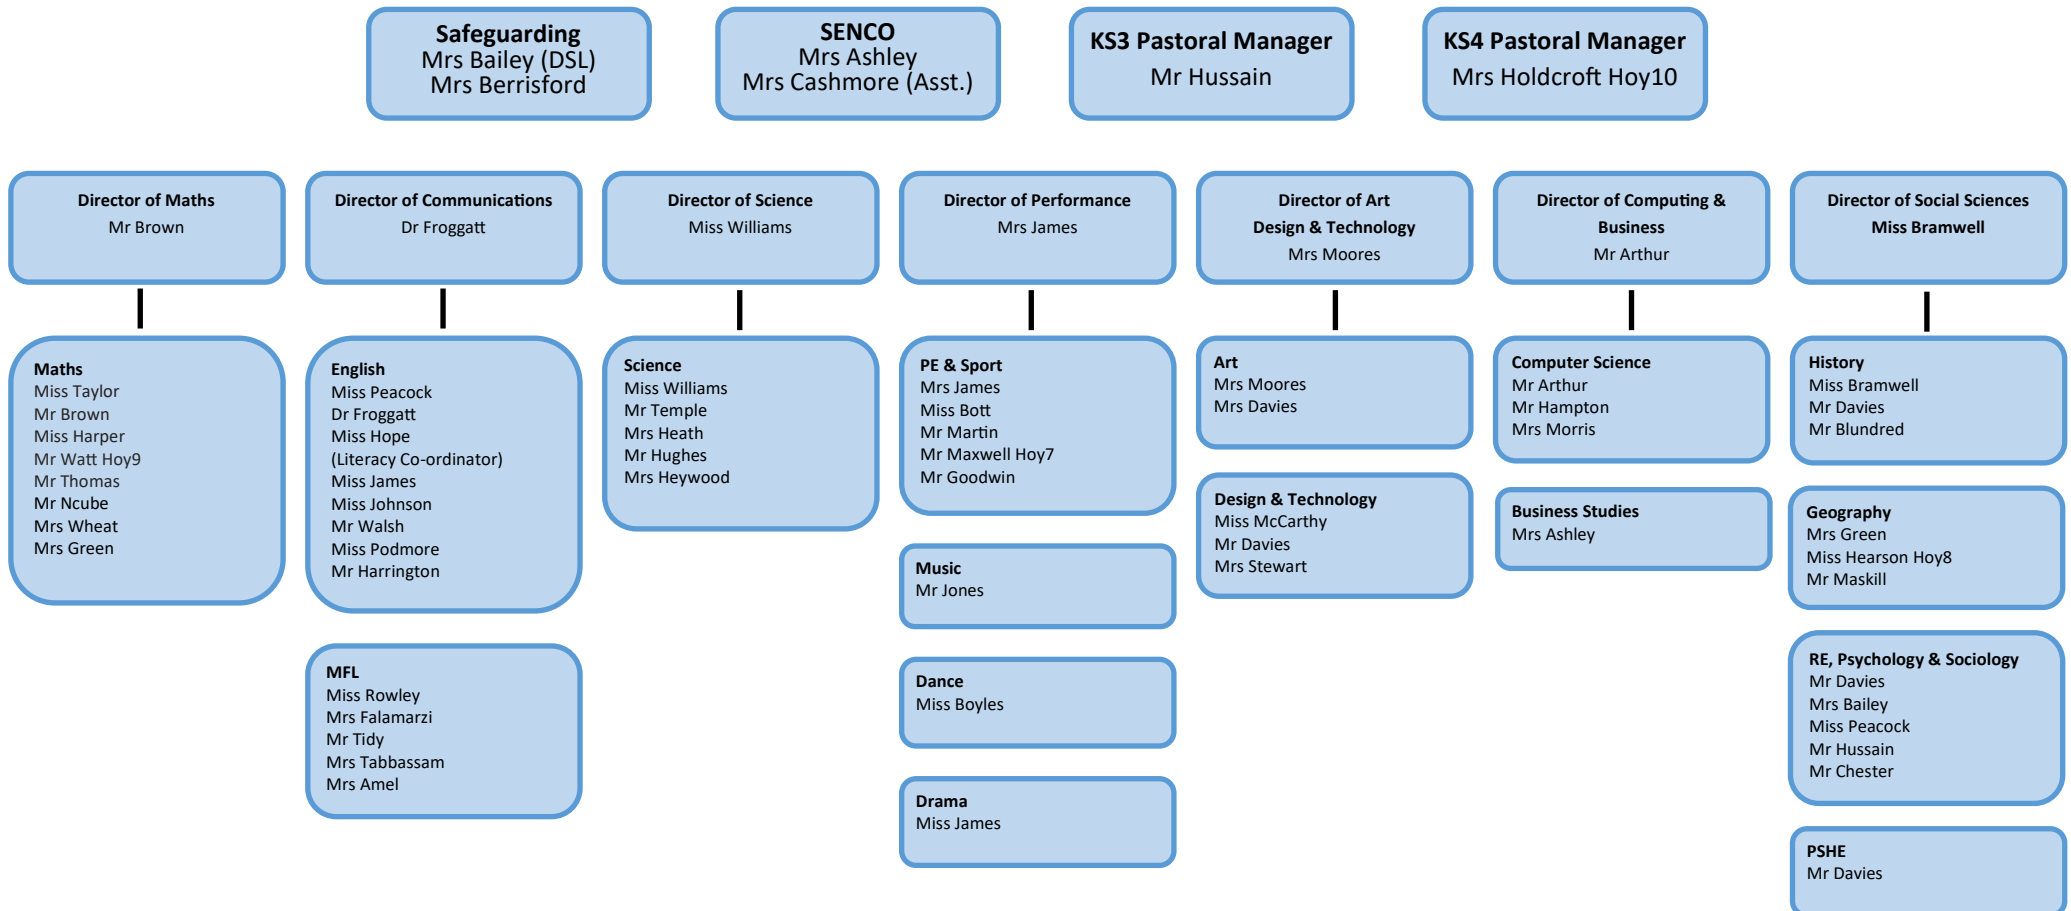 Safeguarding
Mrs Bailey (DSL)
Mrs Berrisford
SENCO
Mrs Ashley
Mrs Cashmore (Asst.)
KS3 Pastoral Manager
Mr Hussain
KS4 Pastoral Manager
Mrs Holdcroft Hoy10
Director of Maths
Mr Brown
Director of Communications
Dr Froggatt
Director of Science
Miss Williams
Director of Performance
Mrs James
Director of Art
Design & Technology
Mrs Moores
Director of Computing &
Business
Mr Arthur
Director of Social Sciences
Miss Bramwell
Maths
Miss Taylor
Mr Brown
Miss Harper
Mr Watt Hoy9
Mr Thomas
Mr Ncube
Mrs Wheat
Mrs Green
English
Miss Peacock
Dr Froggatt
Miss Hope
(Literacy Co-ordinator)
Miss James
Miss Johnson
Mr Walsh
Miss Podmore
Mr Harrington
MFL
Miss Rowley
Mrs Falamarzi
Mr Tidy
Mrs Tabbassam
Mrs Amel
Science
Miss Williams
Mr Temple
Mrs Heath
Mr Hughes
Mrs Heywood
PE & Sport
Mrs James
Miss Bott
Mr Martin
Mr Maxwell Hoy7
Mr Goodwin
Music
Mr Jones
Dance
Miss Boyles
Drama
Miss James
Art
Mrs Moores
Mrs Davies
Design & Technology
Miss McCarthy
Mr Davies
Mrs Stewart
Computer Science
Mr Arthur
Mr Hampton
Mrs Morris
Business Studies
Mrs Ashley
History
Miss Bramwell
Mr Davies
Mr Blundred
Geography
Mrs Green
Miss Hearson Hoy8
Mr Maskill
RE, Psychology & Sociology
Mr Davies
Mrs Bailey
Miss Peacock
Mr Hussain
Mr Chester
PSHE
Mr Davies